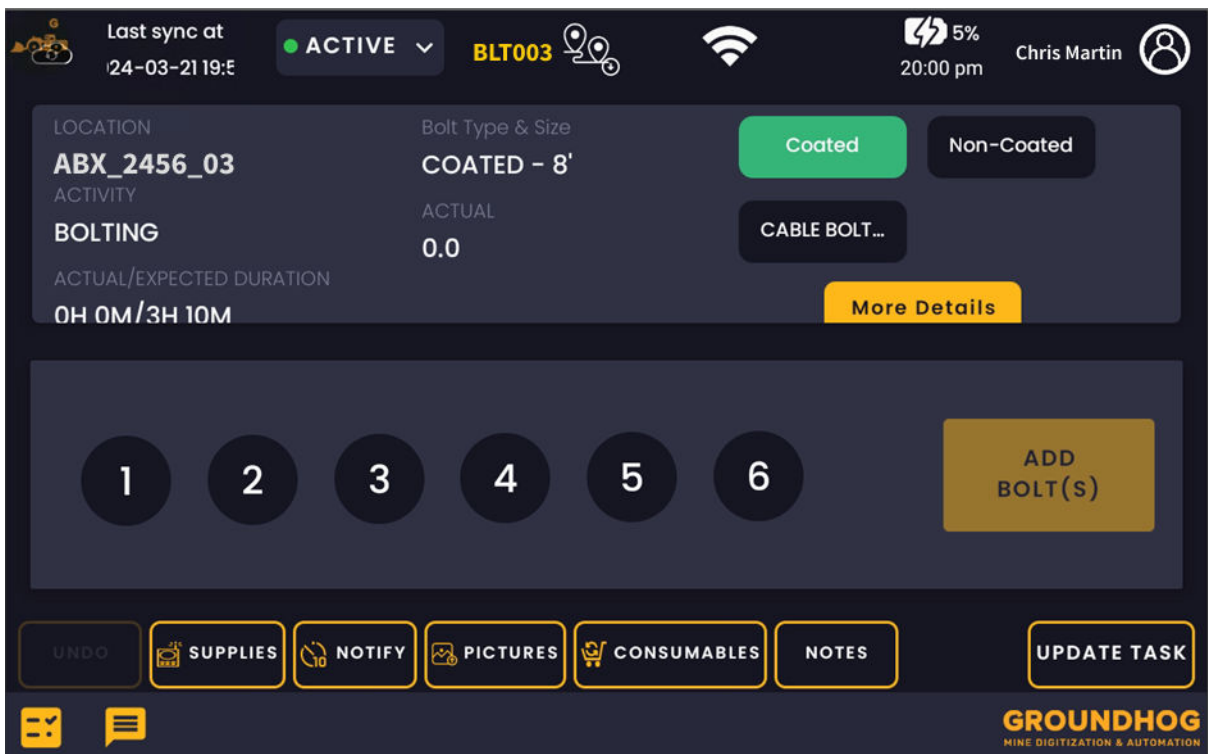 G
Last sync at
24-03-21 19:5
ACTIVE
BLT003
5%
20:00 pm
Chris Martin
LOCATION
ABX_2456_03
ACTIVITY
BOLTING
ACTUAL/EXPECTED DURATION
0H 0M/3H 10M
Bolt Type & Size
COATED - 8'
ACTUAL
0.0
Coated
Non-Coated
CABLE BOLT...
More Details
1
2
3
4
5
6
ADD
BOLT(S)
UNDO
SUPPLIES
10
NOTIFY
PICTURES
CONSUMABLES
NOTES
UPDATE TASK
GROUNDHOG
MINE DIGITIZATION & AUTOMATION